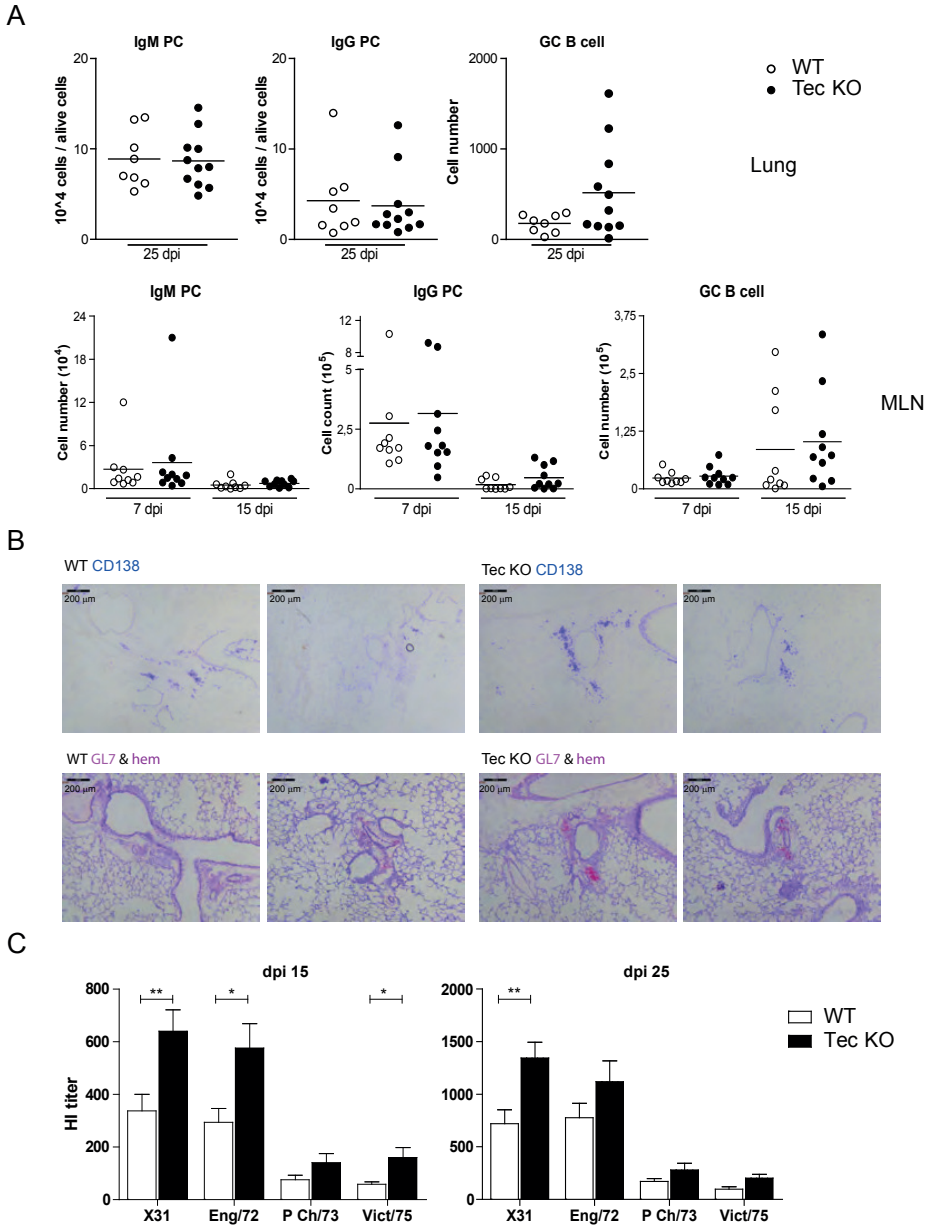 A
IgM PC
IgG PC
GC B cell
WT
Tec KO
Lung
10^4 cells / alive cells
20
10
0
25 dpi
10^4 cells / alive cells
20
10
0
25 dpi
Cell number
2000
1000
0
25 dpi
IgM PC
IgG PC
GC B cell
MLN
Cell number (10⁴)
24
18
12
6
0
7 dpi
15 dpi
Cell count (10⁵)
12
8
5
2,5
0
7 dpi
15 dpi
Cell number (10⁵)
3,75
2,5
1,25
0
7 dpi
15 dpi
B
WT CD138
Tec KO CD138
200 µm
200 µm
200 µm
200 µm
WT GL7 & hem
Tec KO GL7 & hem
200 µm
200 µm
200 µm
200 µm
C
dpi 15
dpi 25
HI titer
800
600
400
200
0
**
*
*
X31 Eng/72 P Ch/73 Vict/75
2000
1500
1000
500
0
**
X31 Eng/72 P Ch/73 Vict/75
WT
Tec KO